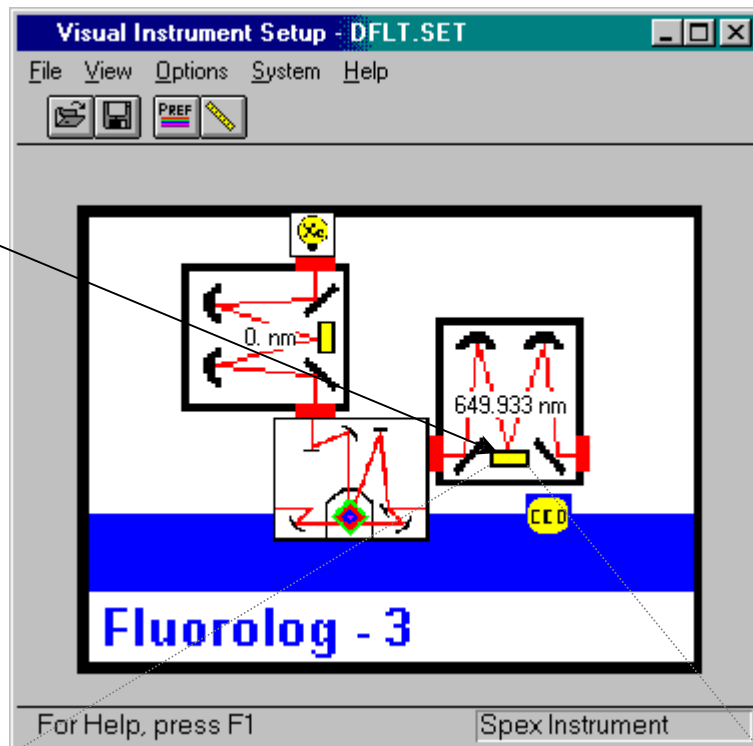 Visual Instrument Setup - DFLT.SET
File View Options System Help
PREF
Xe
0. nm
649.933 nm
CCD
Fluorolog - 3
For Help, press F1
Spex Instrument